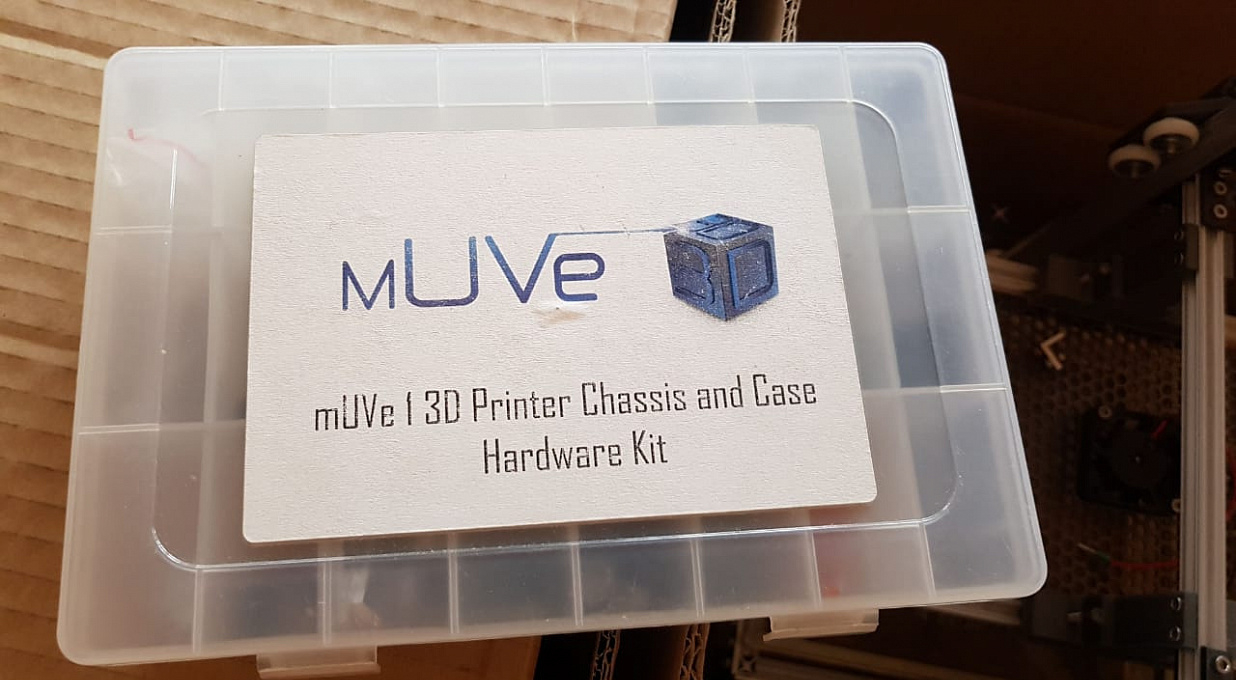 mUVe 3D
mUVe 1 3D Printer Chassis and Case
Hardware Kit